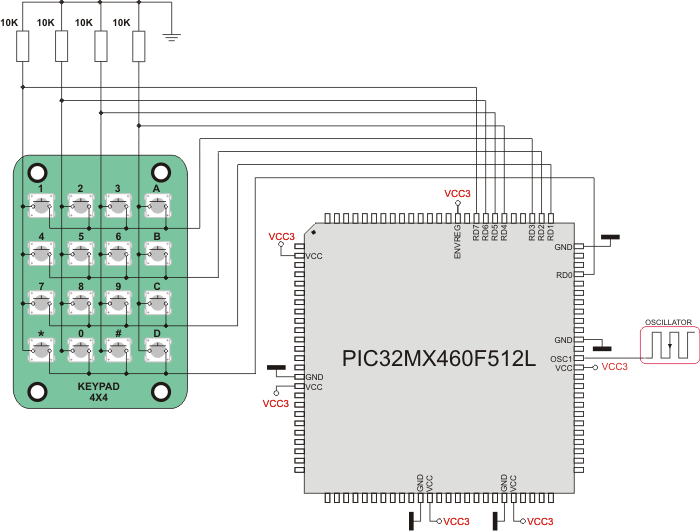 10K 10K 10K 10K
1 2 3 A
4 5 6 B
7 8 9 C
* 0 # D
KEYPAD
4X4
VCC3
ENVREG
RD7
RD6
RD5
RD4
RD3
RD2
RD1
VCC3
VCC
GND
RD0
PIC32MX460F512L
GND
OSC1
VCC
VCC3
OSCILLATOR
GND
VCC
VCC3
GND
VCC
VCC3
GND
VCC
VCC3